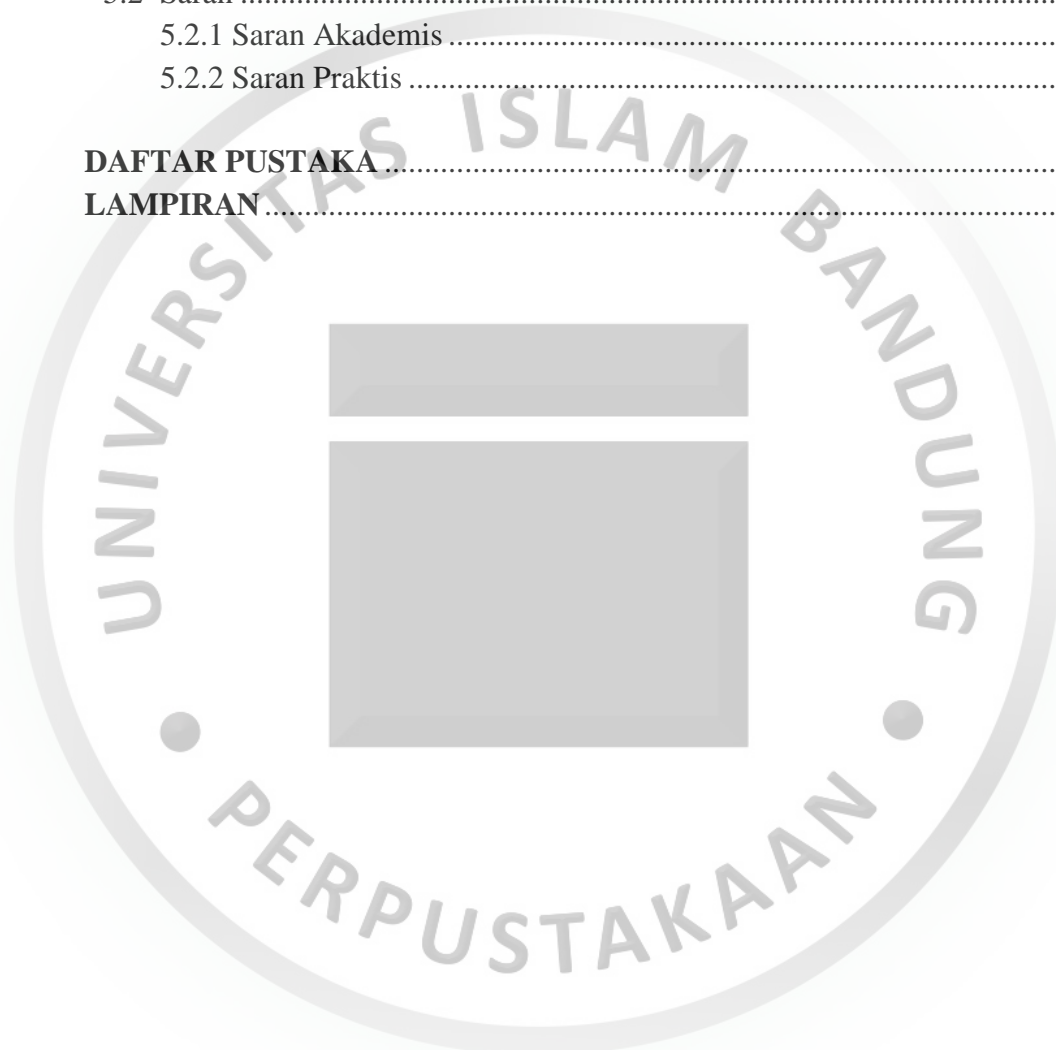 5.2 Saran ........................................................................................................
5.2.1 Saran Akademis ........................................................................................
5.2.2 Saran Praktis ............................................................................................
DAFTAR PUSTAKA ..........................................................................................
LAMPIRAN .......................................................................................................
UNIVERSITAS ISLAM BANDUNG
PERPUSTAKAAN